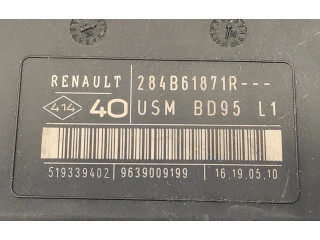 RENAULT 284B61871R---
414 40 USM BD95 L1
519339402 9639009199 16.19.05.10